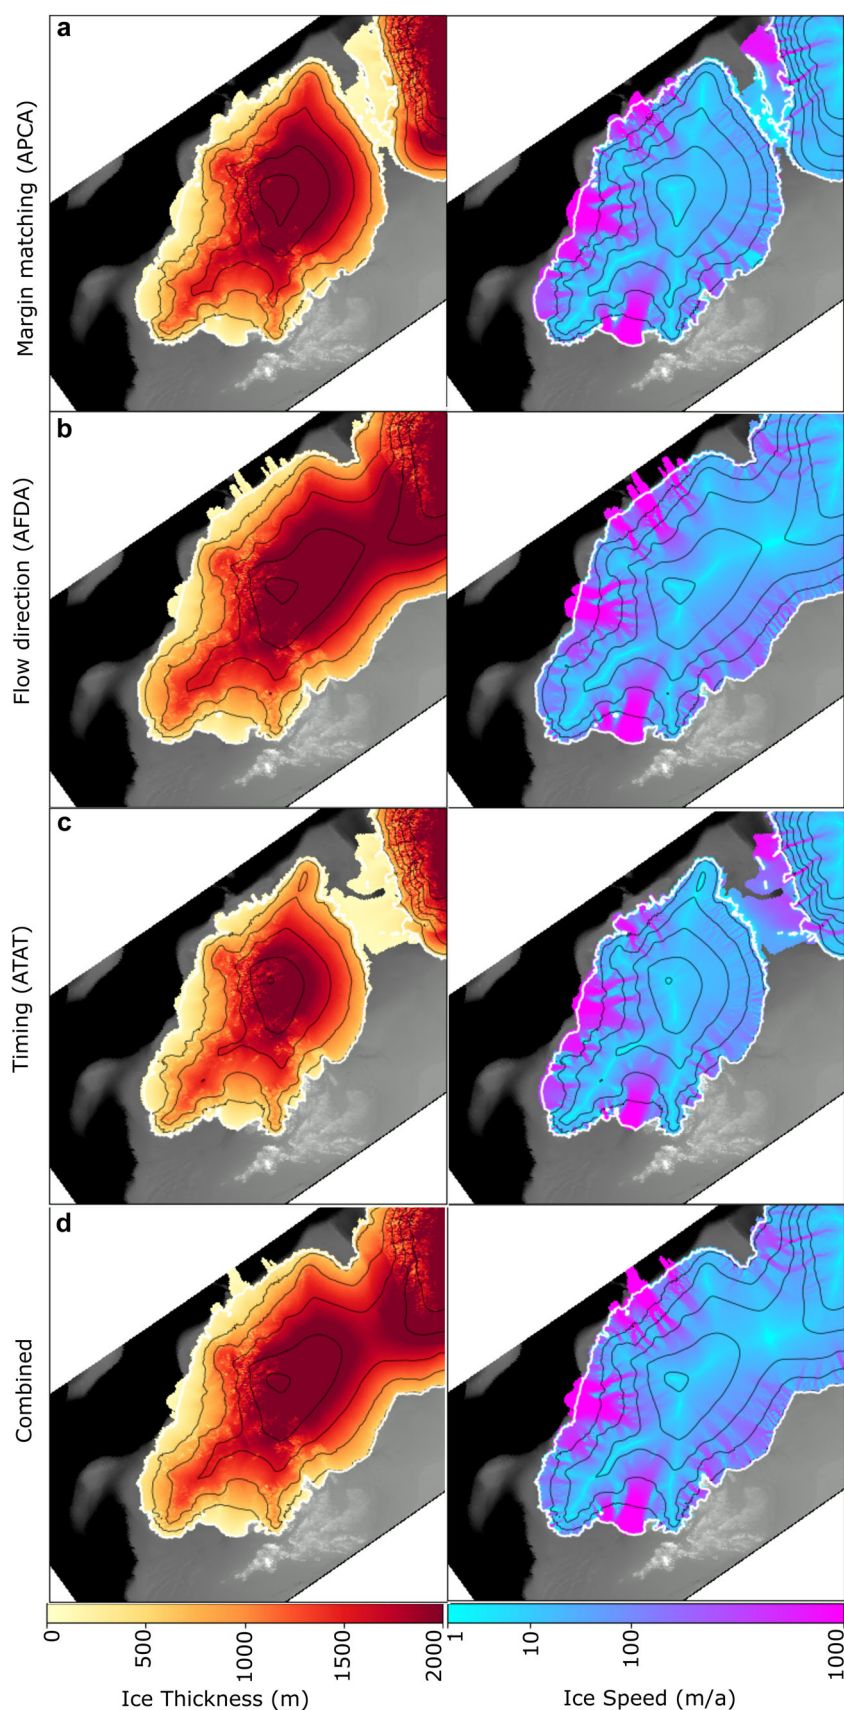 a
Margin matching (APCA)
b
Flow direction (AFDA)
c
Timing (ATAT)
d
Combined
0 500 1000 1500 2000
Ice Thickness (m)
1 10 100 1000
Ice Speed (m/a)